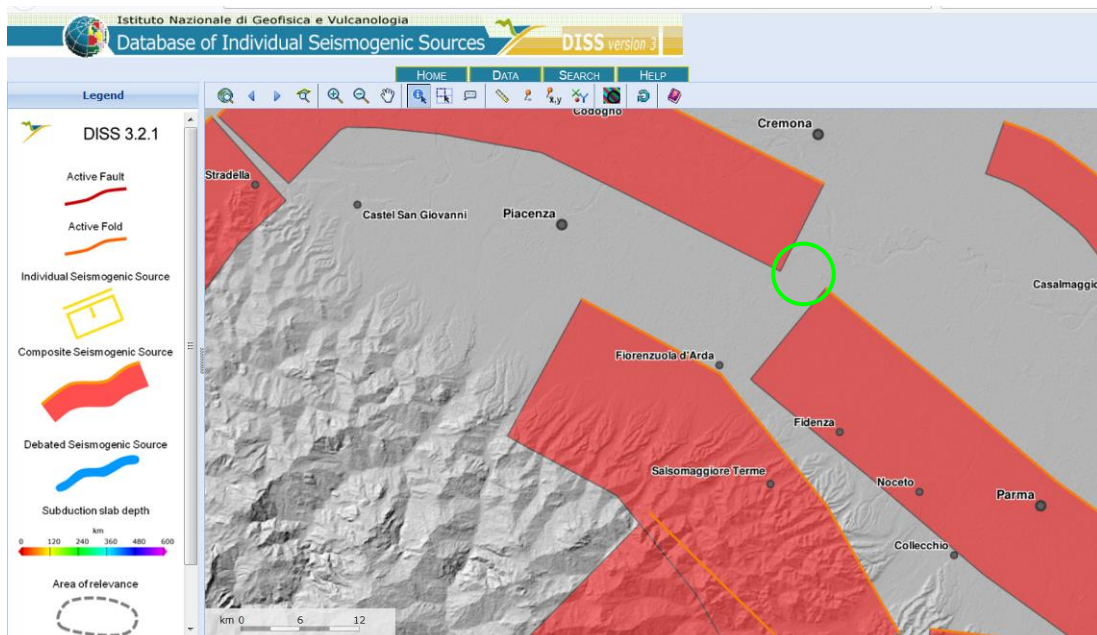 Istituto Nazionale di Geofisica e Vulcanologia
Database of Individual Seismogenic Sources
DISS version 3
HOME DATA SEARCH HELP
Legend
x,y
DISS 3.2.1
Active Fault
Active Fold
Individual Seismogenic Source
Composite Seismogenic Source
Debated Seismogenic Source
Subduction slab depth
km
0 120 240 360 480 600
Area of relevance
Codogno
Cremona
Stradella
Castel San Giovanni
Piacenza
Casalmaggio
Fiorenzuola d'Arda
Fidenza
Salsomaggiore Terme
Noceto
Parma
Collecchio
km 0 6 12